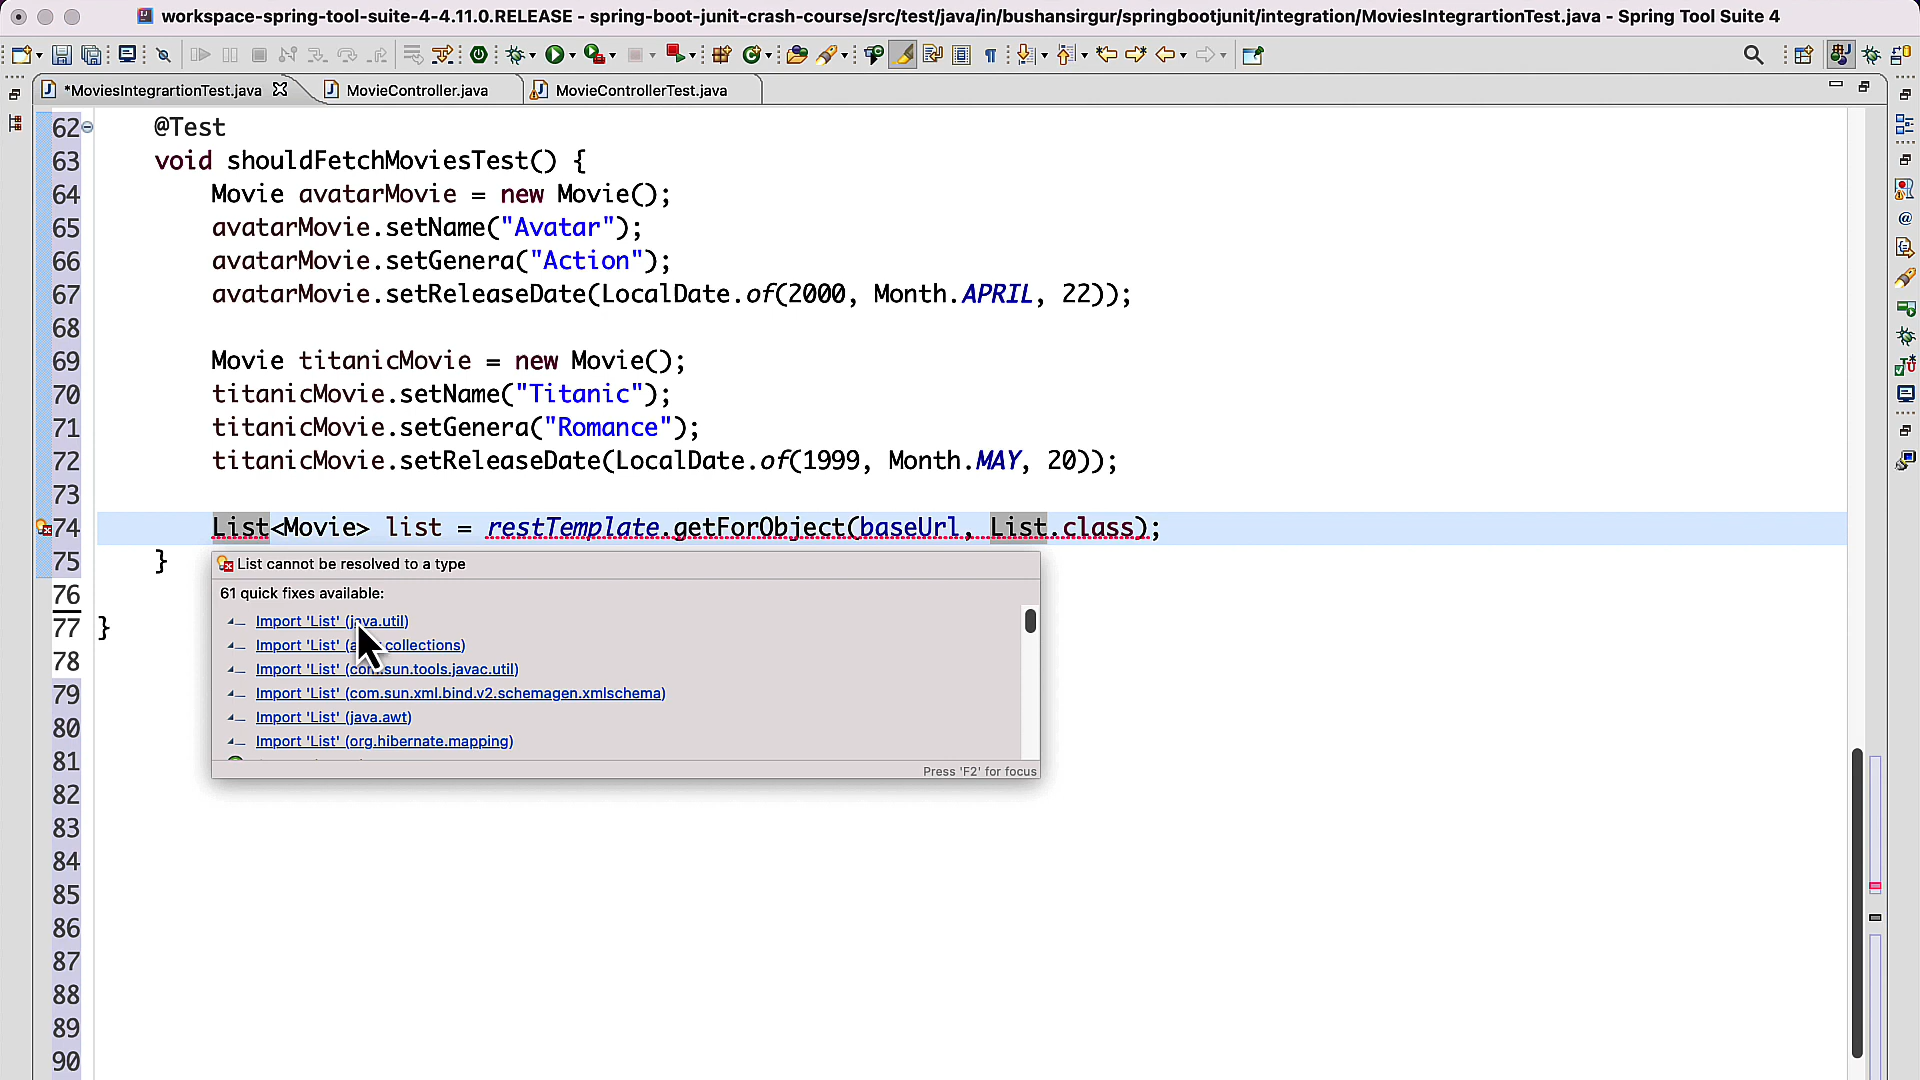 workspace-spring-tool-suite-4-4.11.0.RELEASE - spring-boot-junit-crash-course/src/test/java/in/bushansirgur/springbootjunit/integration/MoviesIntegrartionTest.java - Spring Tool Suite 4
*MoviesIntegrartionTest.java
MovieController.java
MovieControllerTest.java
62 @Test
63 void shouldFetchMoviesTest() {
64 Movie avatarMovie = new Movie();
65 avatarMovie.setName("Avatar");
66 avatarMovie.setGenera("Action");
67 avatarMovie.setReleaseDate(LocalDate.of(2000, Month.APRIL, 22));
68
69 Movie titanicMovie = new Movie();
70 titanicMovie.setName("Titanic");
71 titanicMovie.setGenera("Romance");
72 titanicMovie.setReleaseDate(LocalDate.of(1999, Month.MAY, 20));
73
74 List<Movie> list = restTemplate.getForObject(baseUrl, List.class);
75 }
List cannot be resolved to a type
76
61 quick fixes available:
77 }
Import 'List' (java.util)
Import 'List' ( collections)
78
Import 'List' (com.sun.tools.javac.util)
79
Import 'List' (com.sun.xml.bind.v2.schemagen.xmlschema)
80
Import 'List' (java.awt)
Import 'List' (org.hibernate.mapping)
81
Press 'F2' for focus
82
83
84
85
86
87
88
89
90